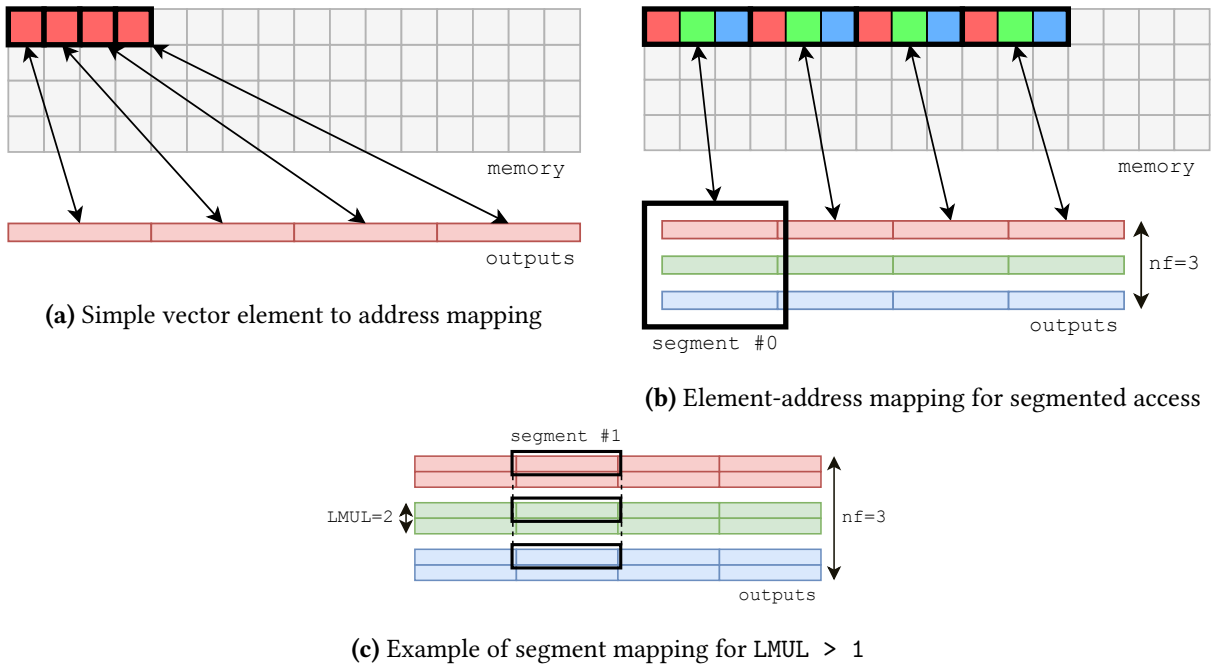 memory
outputs
(a) Simple vector element to address mapping
memory
nf=3
outputs
segment #0
(b) Element-address mapping for segmented access
segment #1
LMUL=2
nf=3
outputs
(c) Example of segment mapping for LMUL > 1